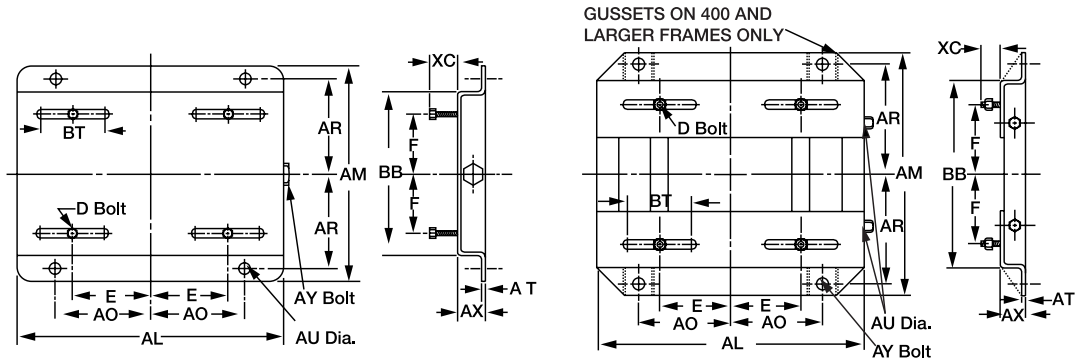 GUSSETS ON 400 AND
LARGER FRAMES ONLY
XC
BT
AR
AM
AR
D Bolt
E
E
AO
AO
AL
AY Bolt
AU Dia.
F
BB
F
A T
AX
D Bolt
BT
AR
AM
AR
E
E
AO
AO
AL
AU Dia.
AY Bolt
XC
F
BB
F
AT
AX